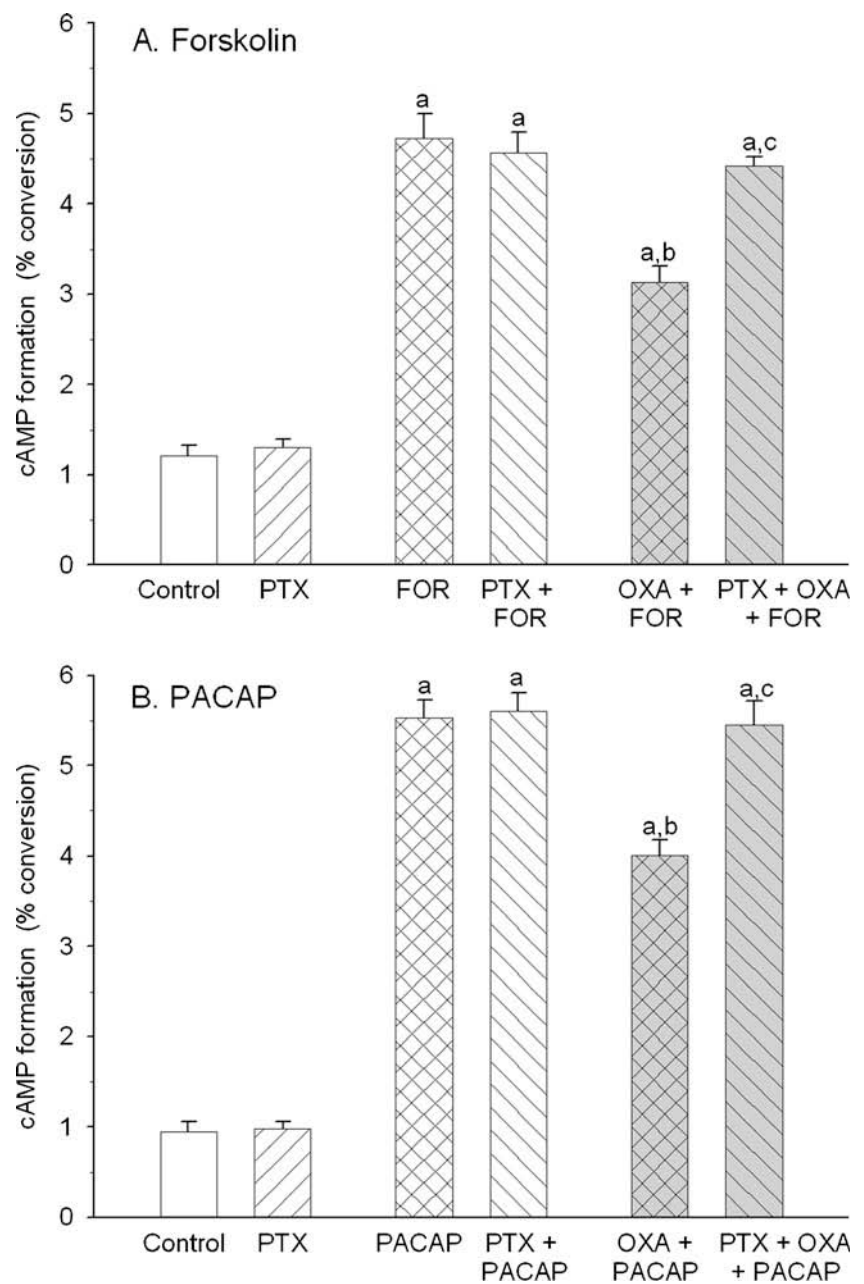 A. Forskolin
cAMP formation (% conversion)
6
5
4
3
2
1
0
a
a
a,b
a,c
Control
PTX
FOR
PTX +
FOR
OXA +
FOR
PTX + OXA
+ FOR
B. PACAP
cAMP formation (% conversion)
6
5
4
3
2
1
0
a
a
a,b
a,c
Control
PTX
PACAP
PTX +
PACAP
OXA +
PACAP
PTX + OXA
+ PACAP